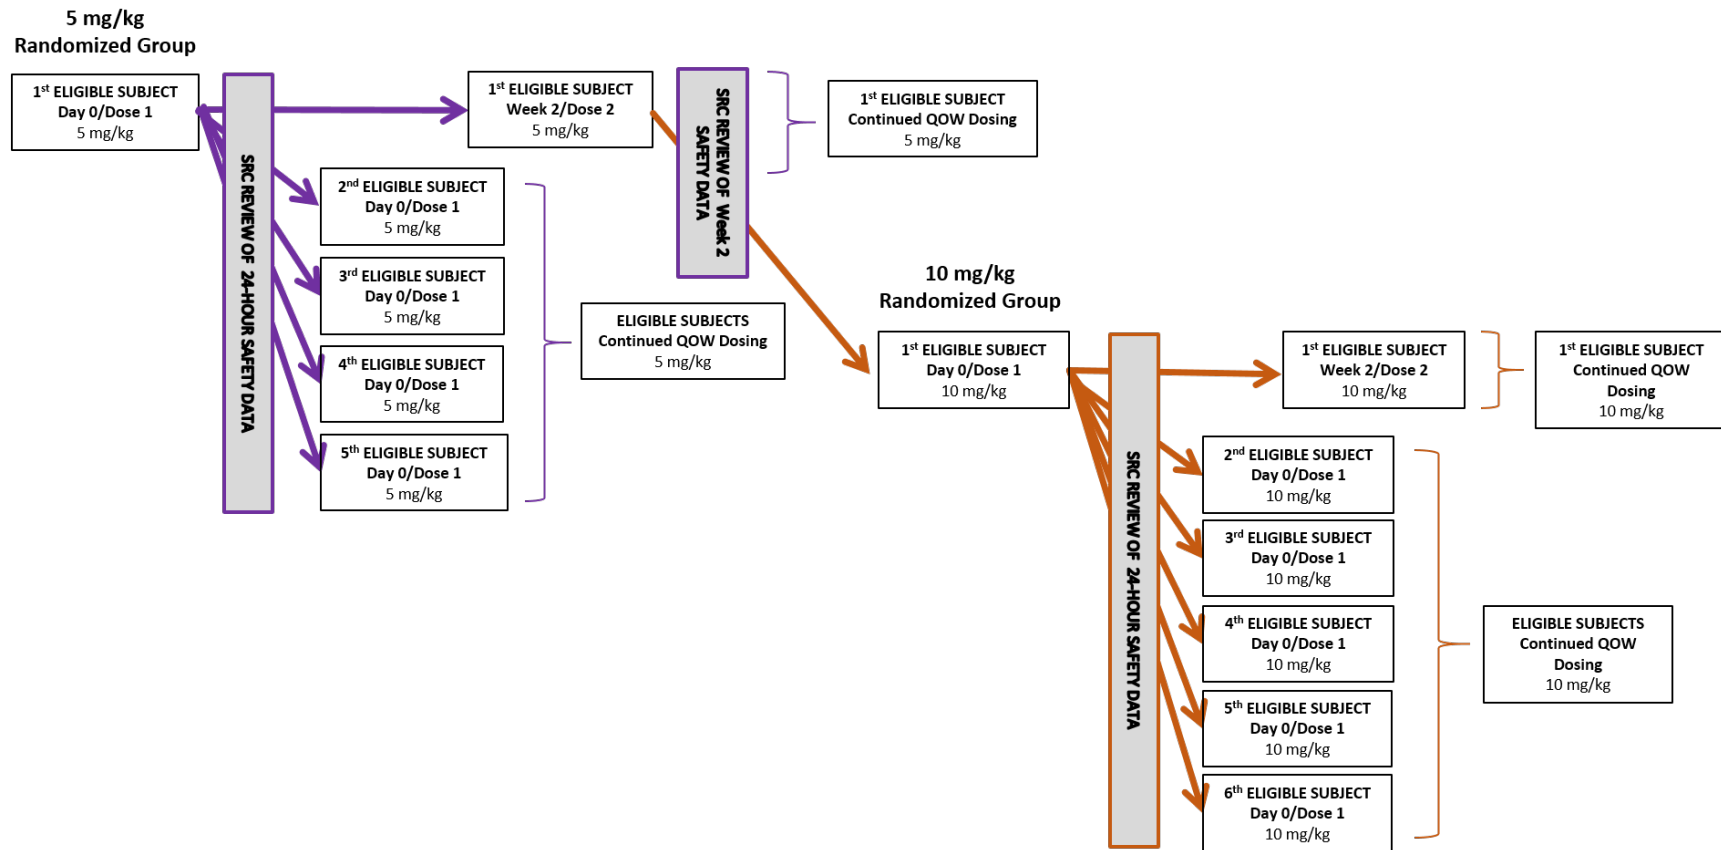 5 mg/kg
Randomized Group
1st ELIGIBLE SUBJECT
Day 0/Dose 1
5 mg/kg
SRC REVIEW OF 24-HOUR SAFETY DATA
1st ELIGIBLE SUBJECT
Week 2/Dose 2
5 mg/kg
SRC REVIEW OF Week 2
SAFETY DATA
1st ELIGIBLE SUBJECT
Continued QOW Dosing
5 mg/kg
2nd ELIGIBLE SUBJECT
Day 0/Dose 1
5 mg/kg
3rd ELIGIBLE SUBJECT
Day 0/Dose 1
5 mg/kg
4th ELIGIBLE SUBJECT
Day 0/Dose 1
5 mg/kg
5th ELIGIBLE SUBJECT
Day 0/Dose 1
5 mg/kg
ELIGIBLE SUBJECTS
Continued QOW Dosing
5 mg/kg
10 mg/kg
Randomized Group
1st ELIGIBLE SUBJECT
Day 0/Dose 1
10 mg/kg
SRC REVIEW OF 24-HOUR SAFETY DATA
1st ELIGIBLE SUBJECT
Week 2/Dose 2
10 mg/kg
1st ELIGIBLE SUBJECT
Continued QOW
Dosing
10 mg/kg
2nd ELIGIBLE SUBJECT
Day 0/Dose 1
10 mg/kg
3rd ELIGIBLE SUBJECT
Day 0/Dose 1
10 mg/kg
4th ELIGIBLE SUBJECT
Day 0/Dose 1
10 mg/kg
5th ELIGIBLE SUBJECT
Day 0/Dose 1
10 mg/kg
6th ELIGIBLE SUBJECT
Day 0/Dose 1
10 mg/kg
ELIGIBLE SUBJECTS
Continued QOW
Dosing
10 mg/kg